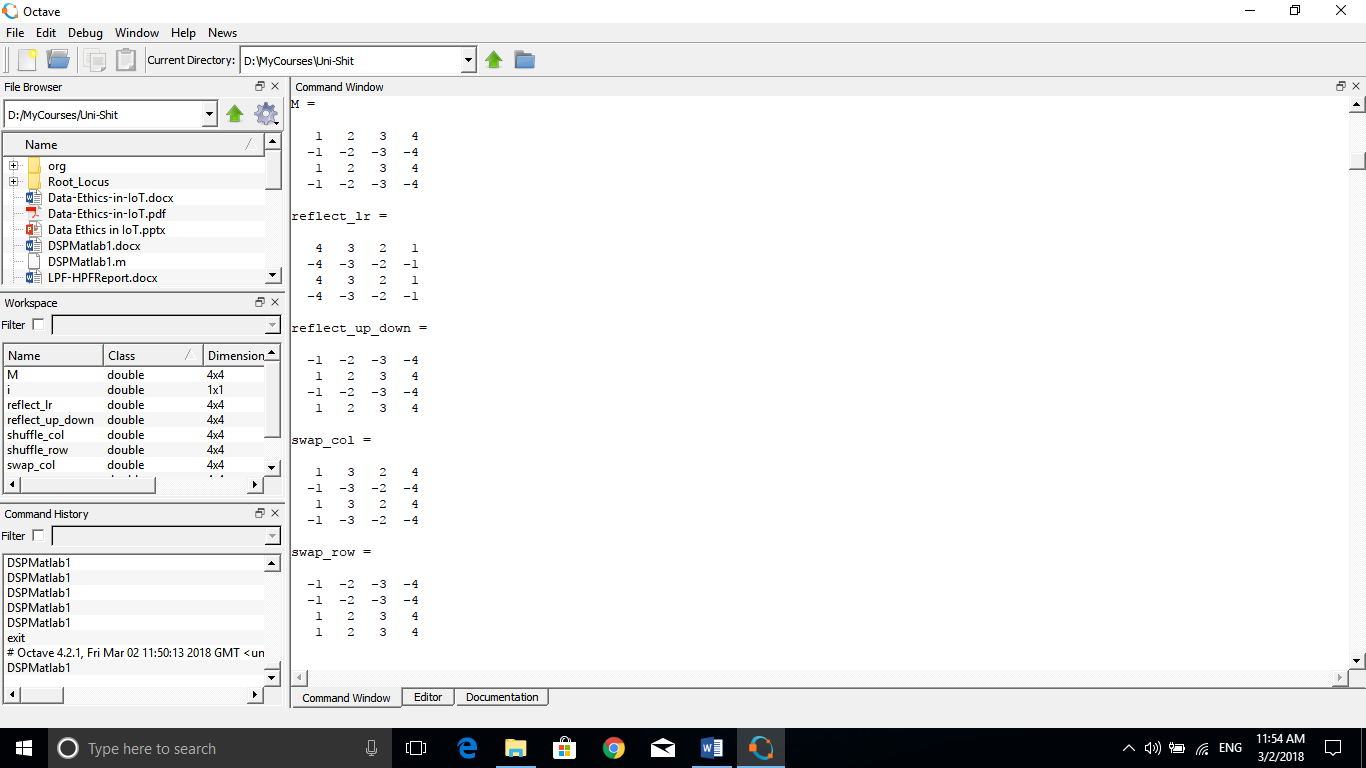 Octave
File Edit Debug Window Help News
Current Directory: D:\MyCourses\Uni-Shit
File Browser
D:/MyCourses/Uni-Shit
Name
org
Root_Locus
Data-Ethics-in-IoT.docx
Data-Ethics-in-IoT.pdf
Data Ethics in IoT.pptx
DSPMatlab1.docx
DSPMatlab1.m
LPF-HPFReport.docx
Workspace
Filter
Name Class Dimension
M double 4x4
i double 1x1
reflect_lr double 4x4
reflect_up_down double 4x4
shuffle_col double 4x4
shuffle_row double 4x4
swap_col double 4x4
Command History
Filter
DSPMatlab1
DSPMatlab1
DSPMatlab1
DSPMatlab1
DSPMatlab1
exit
# Octave 4.2.1, Fri Mar 02 11:50:13 2018 GMT <un
DSPMatlab1
Command Window
M =
1 2 3 4
-1 -2 -3 -4
1 2 3 4
-1 -2 -3 -4
reflect_lr =
4 3 2 1
-4 -3 -2 -1
4 3 2 1
-4 -3 -2 -1
reflect_up_down =
-1 -2 -3 -4
1 2 3 4
-1 -2 -3 -4
1 2 3 4
swap_col =
1 3 2 4
-1 -3 -2 -4
1 3 2 4
-1 -3 -2 -4
swap_row =
-1 -2 -3 -4
-1 -2 -3 -4
1 2 3 4
1 2 3 4
Command Window Editor Documentation
Type here to search
ENG
11:54 AM
3/2/2018